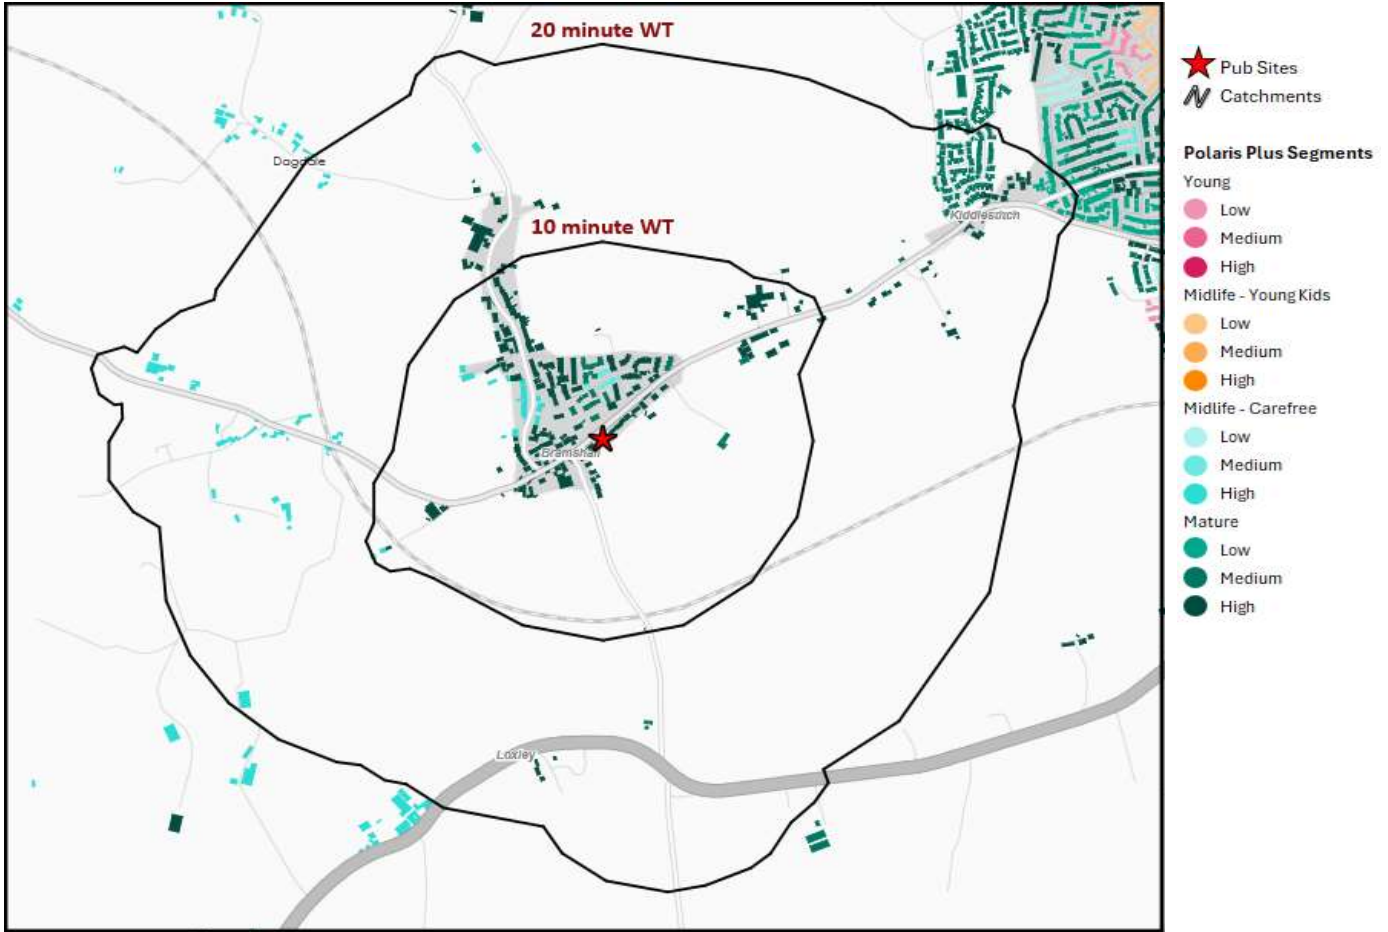 20 minute WT
Dagdale
Kiddlestitch
10 minute WT
Bramshall
Loxley
Pub Sites
Catchments
Polaris Plus Segments
Young
Low
Medium
High
Midlife - Young Kids
Low
Medium
High
Midlife - Carefree
Low
Medium
High
Mature
Low
Medium
High